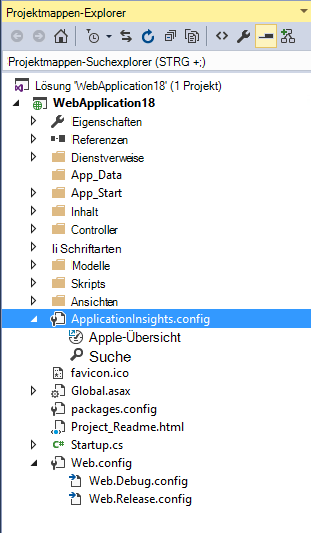 Projektmappen-Explorer
Projektmappen-Suchexplorer (STRG +;)
Lösung 'WebApplication18' (1 Projekt)
WebApplication18
Eigenschaften
Referenzen
Dienstverweise
App_Data
App_Start
Inhalt
Controller
li Schriftarten
Modelle
Skripts
Ansichten
ApplicationInsights.config
Apple-Übersicht
Suche
favicon.ico
Global.asax
packages.config
Project_Readme.html
C# Startup.cs
Web.config
Web.Debug.config
Web.Release.config